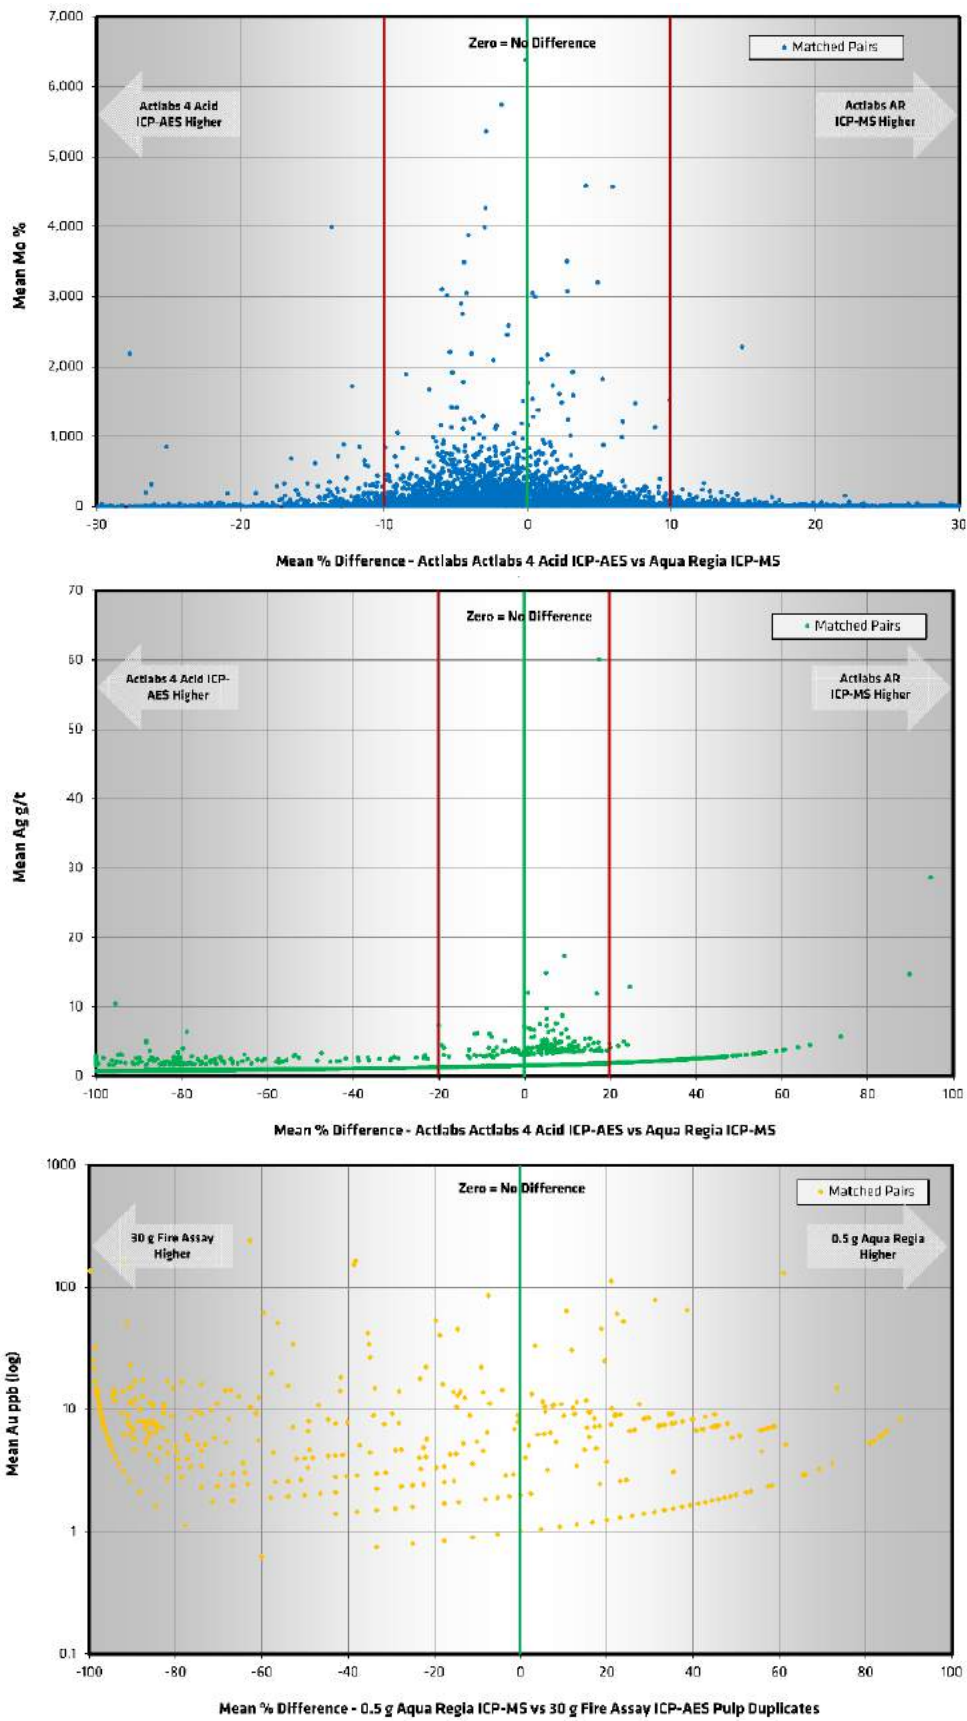 7,000
Zero = No Difference
Matched Pairs
6,000
Actlabs 4 Acid
ICP-AES Higher
Actlabs AR
ICP-MS Higher
5,000
4,000
Mean Mo %
3,000
2,000
1,000
0
-30 -20 -10 0 10 20 30
Mean % Difference - Actlabs Actlabs 4 Acid ICP-AES vs Aqua Regia ICP-MS
70
Zero = No Difference
Matched Pairs
60
Actlabs 4 Acid ICP-
AES Higher
Actlabs AR
ICP-MS Higher
50
40
Mean Ag g/t
30
20
10
0
-100 -80 -60 -40 -20 0 20 40 60 80 100
Mean % Difference - Actlabs Actlabs 4 Acid ICP-AES vs Aqua Regia ICP-MS
1000
Zero = No Difference
Matched Pairs
30 g Fire Assay
Higher
0.5 g Aqua Regia
Higher
100
Mean Au ppb (log)
10
1
0.1
-100 -80 -60 -40 -20 0 20 40 60 80 100
Mean % Difference - 0.5 g Aqua Regia ICP-MS vs 30 g Fire Assay ICP-AES Pulp Duplicates